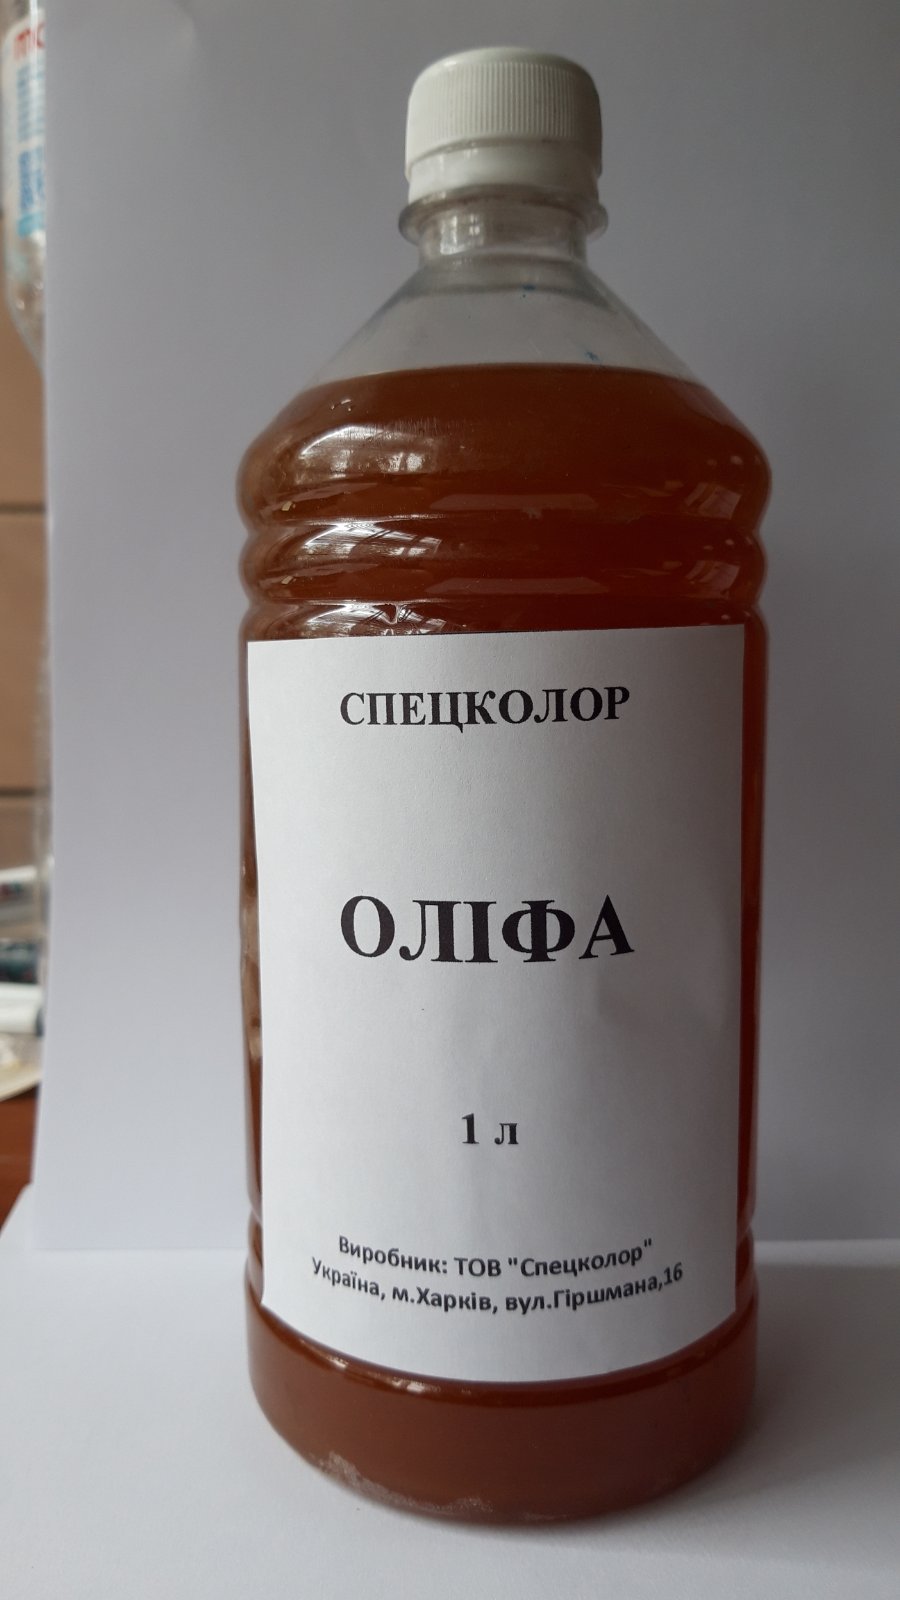 СПЕЦКОЛОР
ОЛІФА
1 л
Виробник: ТОВ "Спецколор"
Україна, м.Харків, вул.Гіршмана,16